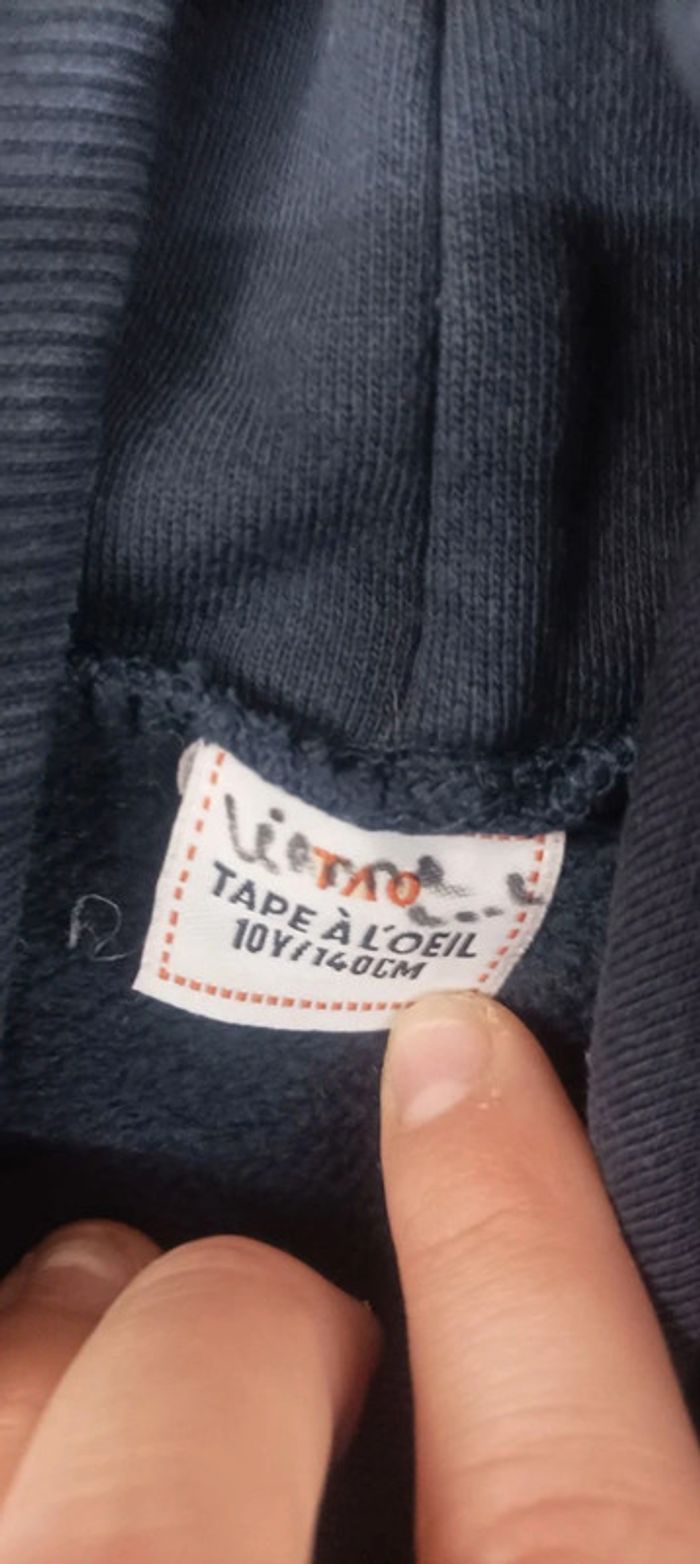 TAO
TAPE À L'OEIL
10Y/140CM